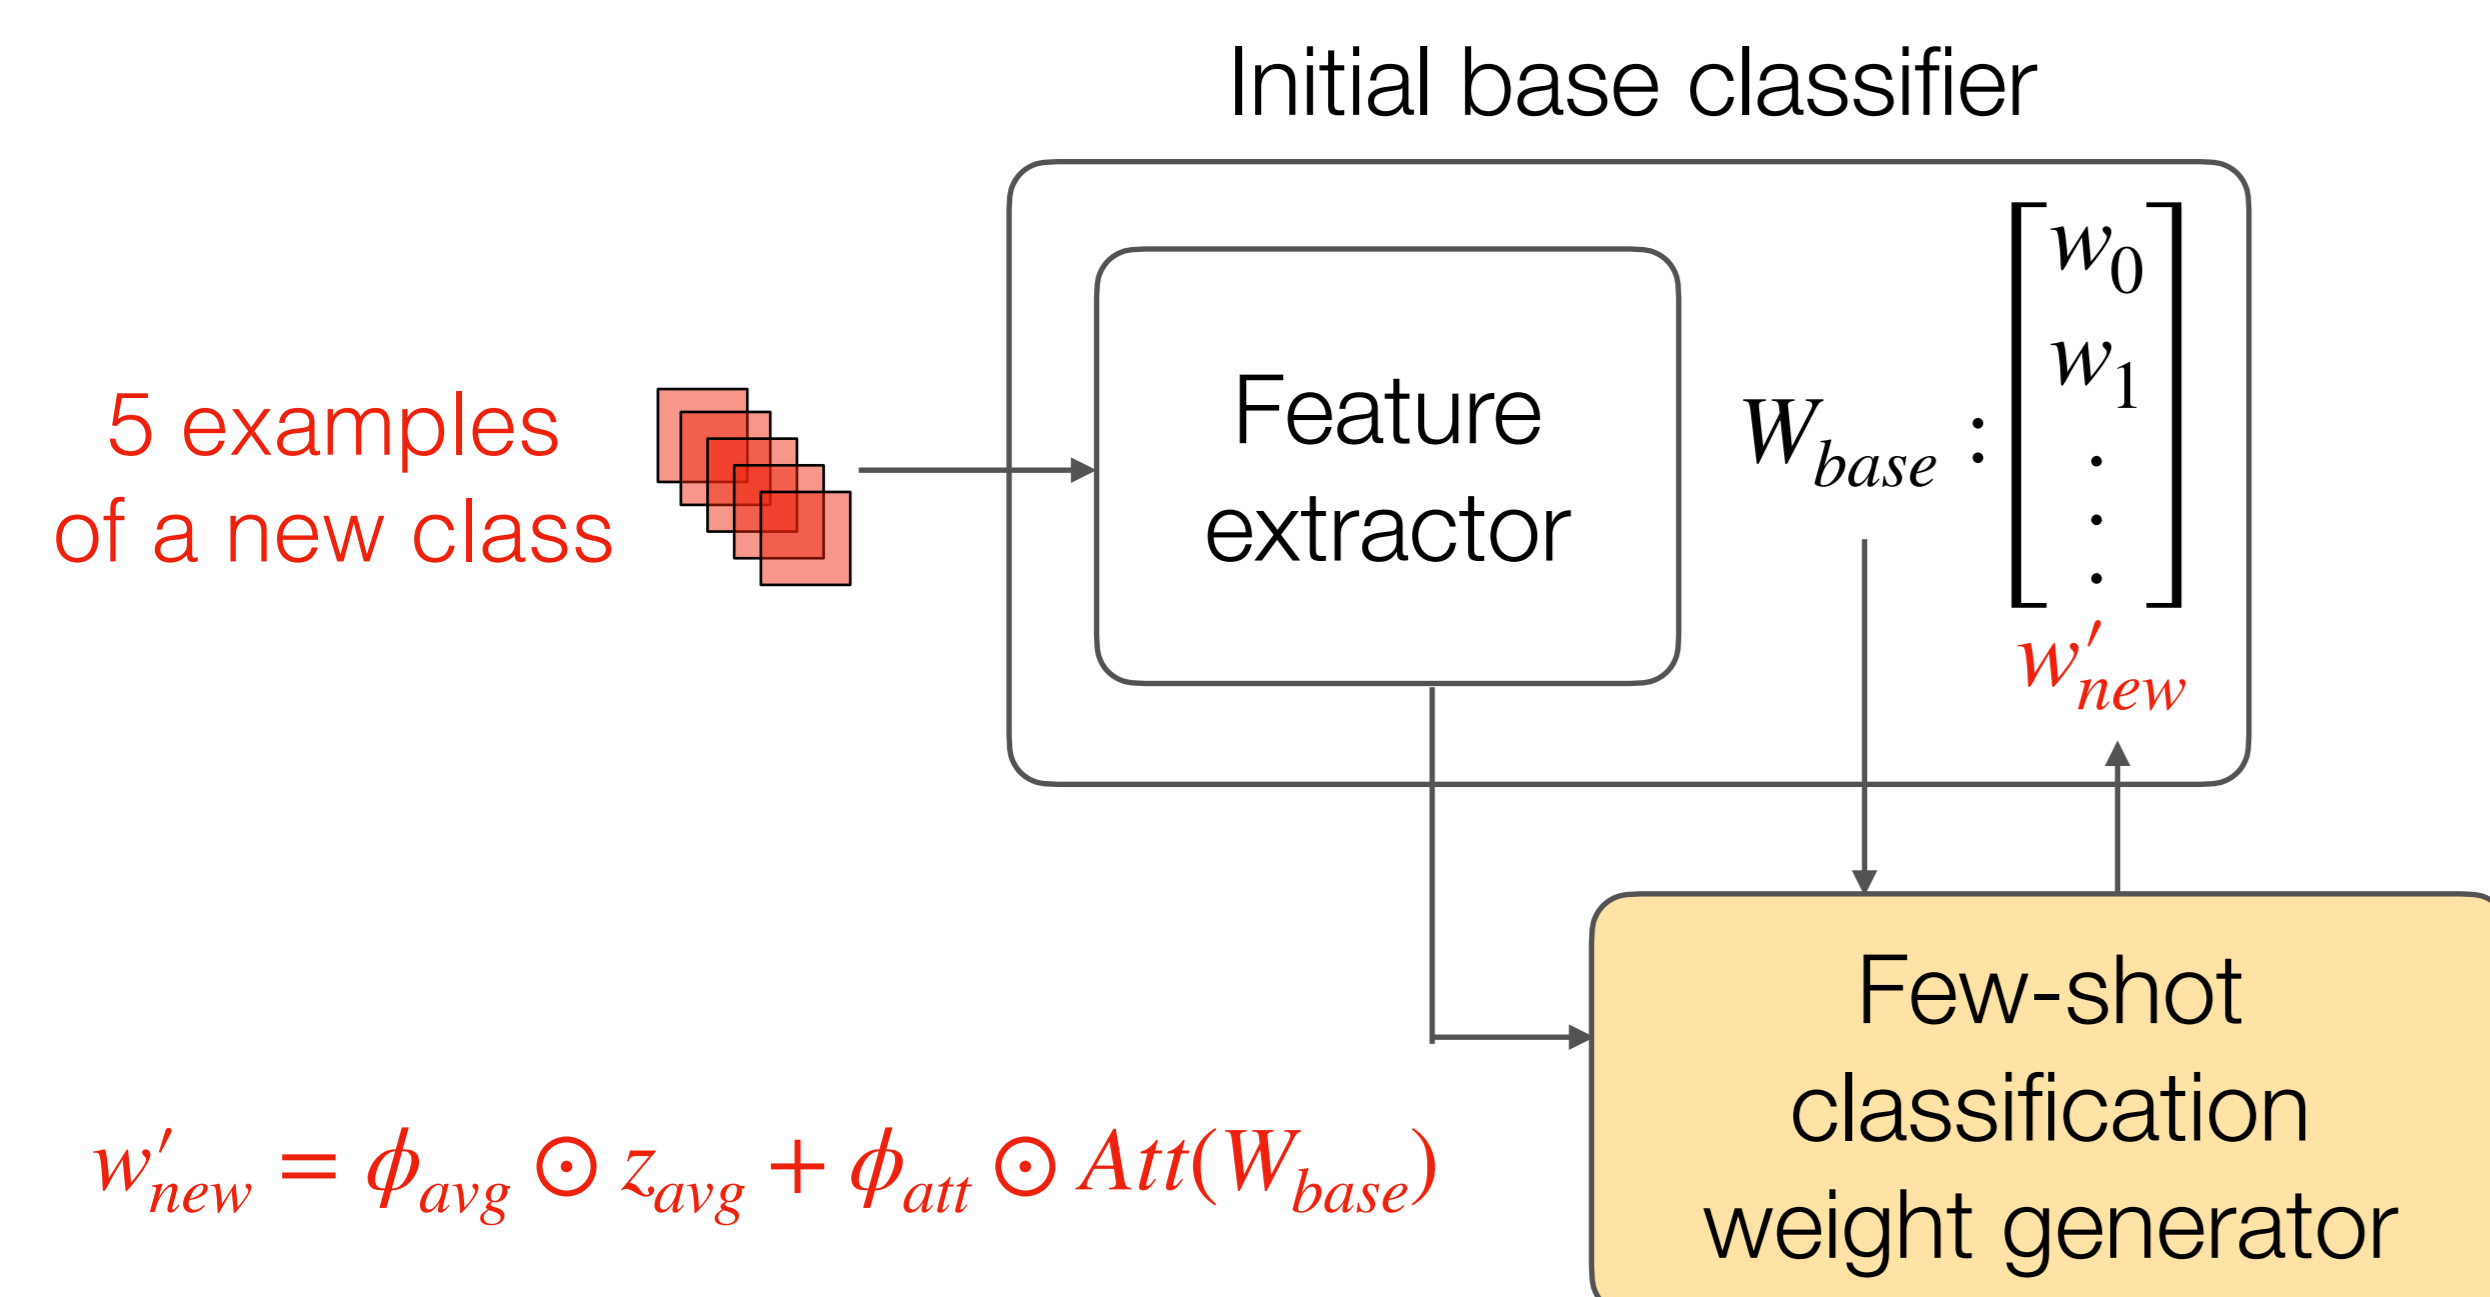 Initial base classifier
5 examples
of a new class
Feature
extractor
W_base :
w_0
w_1
.
.
.
w'_new
Few-shot
classification
weight generator
w'_new = ϕ_avg ⊙ z_avg + ϕ_att ⊙ Att(W_base)